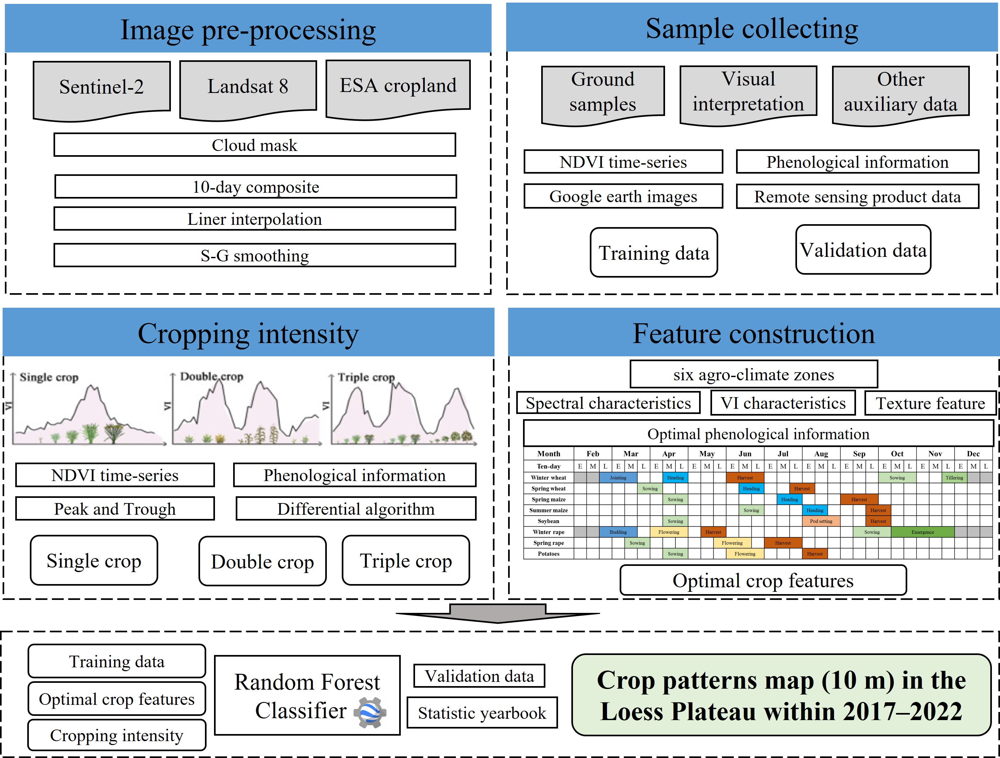 Image pre-processing
Sentinel-2
Landsat 8
ESA cropland
Cloud mask
10-day composite
Liner interpolation
S-G smoothing
Sample collecting
Ground
samples
Visual
interpretation
Other
auxiliary data
NDVI time-series
Phenological information
Google earth images
Remote sensing product data
Training data
Validation data
Cropping intensity
Single crop
VI
Double crop
VI
Triple crop
VI
NDVI time-series
Phenological information
Peak and Trough
Differential algorithm
Single crop
Double crop
Triple crop
Feature construction
six agro-climate zones
Spectral characteristics
VI characteristics
Texture feature
Optimal phenological information
Month Feb Mar Apr May Jun Jul Aug Sep Oct Nov Dec
Ten-day E M L E M L E M L E M L E M L E M L E M L E M L E M L E M L E M L
Winter wheat Jointing Heading Harvest Sowing Tillering
Spring wheat Sowing Heading Harvest
Spring maize Sowing Heading Harvest
Summer maize Sowing Heading Harvest
Soybean Sowing Pod setting Harvest
Winter rape Budding Flowering Harvest Sowing Emergence
Spring rape Sowing Flowering Harvest
Potatoes Sowing Flowering Harvest
Optimal crop features
Training data
Optimal crop features
Cropping intensity
Random Forest
Classifier
Validation data
Statistic yearbook
Crop patterns map (10 m) in the
Loess Plateau within 2017–2022